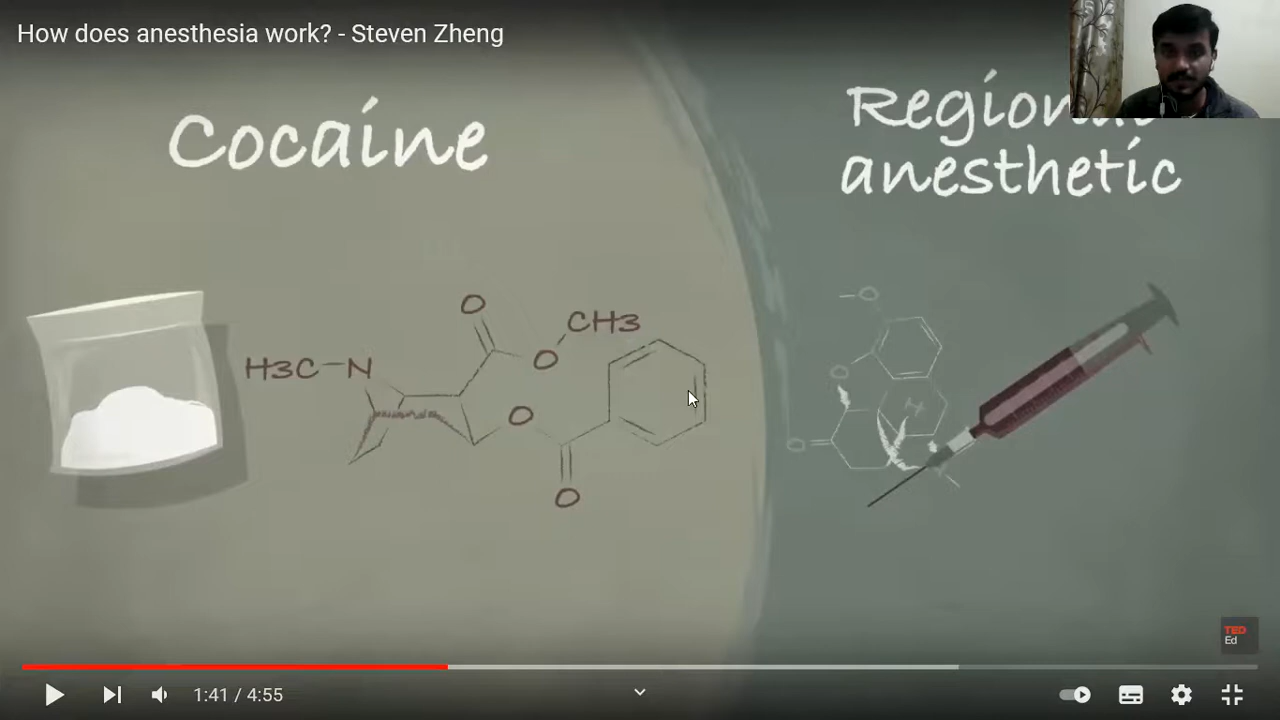 How does anesthesia work? - Steven Zheng
Cocaine
anesthetic
O
CH3
H3C-N
O
O
O
O
O
O
H
TED
Ed
1:41 / 4:55